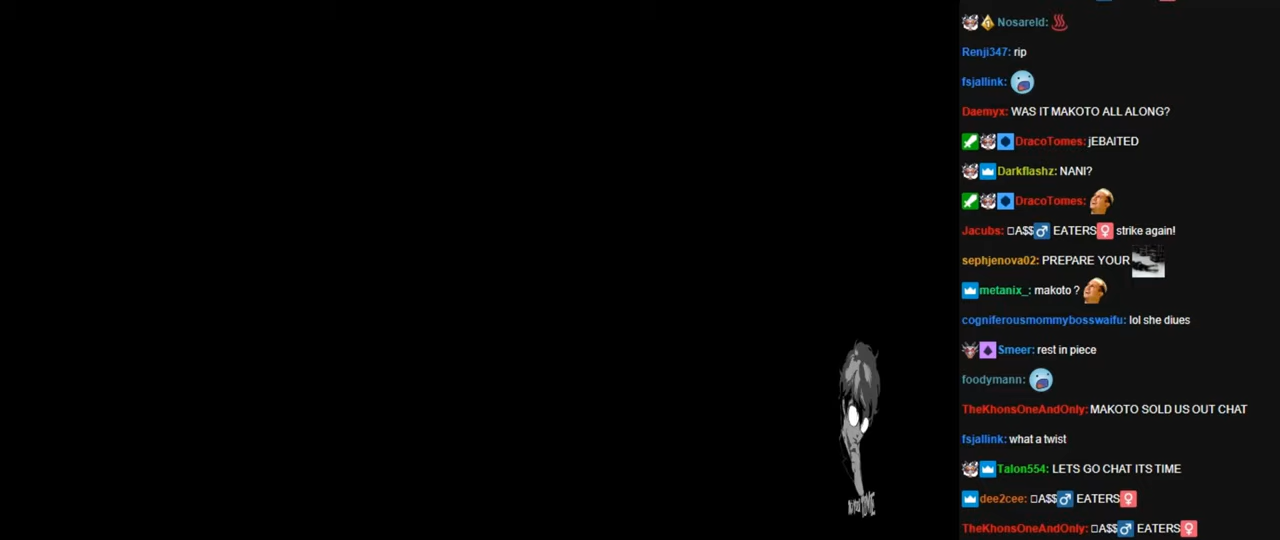 Nosareld:
Renji347: rip
fsjallink:
Daemyx: WAS IT MAKOTO ALL ALONG?
DracoTomes: jEBAITED
Darkflashz: NANI?
DracoTomes:
Jacubs: □A$$♂ EATERS♀ strike again!
sephjenova02: PREPARE YOUR
metanix_: makoto ?
cogniferousmommybosswaifu: lol she diues
Smeer: rest in piece
foodymann:
TheKhonsOneAndOnly: MAKOTO SOLD US OUT CHAT
fsjallink: what a twist
Talon554: LETS GO CHAT ITS TIME
dee2cee: □A$$♂ EATERS♀
TheKhonsOneAndOnly: □A$$♂ EATERS♀